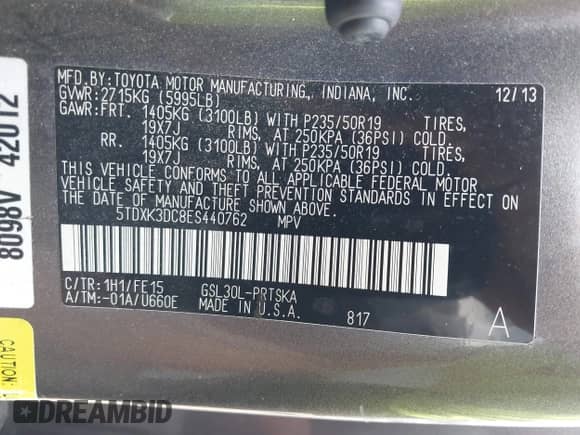 MFD.BY: TOYOTA MOTOR MANUFACTURING, INDIANA, INC. 12/13
GVWR: 2715KG (5995LB)
GAWR: FRT. 1405KG (3100LB) WITH P235/50R19 TIRES,
19X7J RIMS, AT 250KPA (36PSI) COLD.
RR. 1405KG (3100LB) WITH P235/50R19 TIRES,
19X7J RIMS, AT 250KPA (36PSI) COLD.
THIS VEHICLE CONFORMS TO ALL APPLICABLE FEDERAL MOTOR
VEHICLE SAFETY AND THEFT PREVENTION STANDARDS IN EFFECT ON
THE DATE OF MANUFACTURE SHOWN ABOVE.
5TDXK3DC8ES440762 MPV
C/TR: 1H1/FE15 GSL30L-PRTSKA
A/TM: -01A/U660E MADE IN U.S.A. 817 A
8098V 42012
CAUTION:
DREAMBID